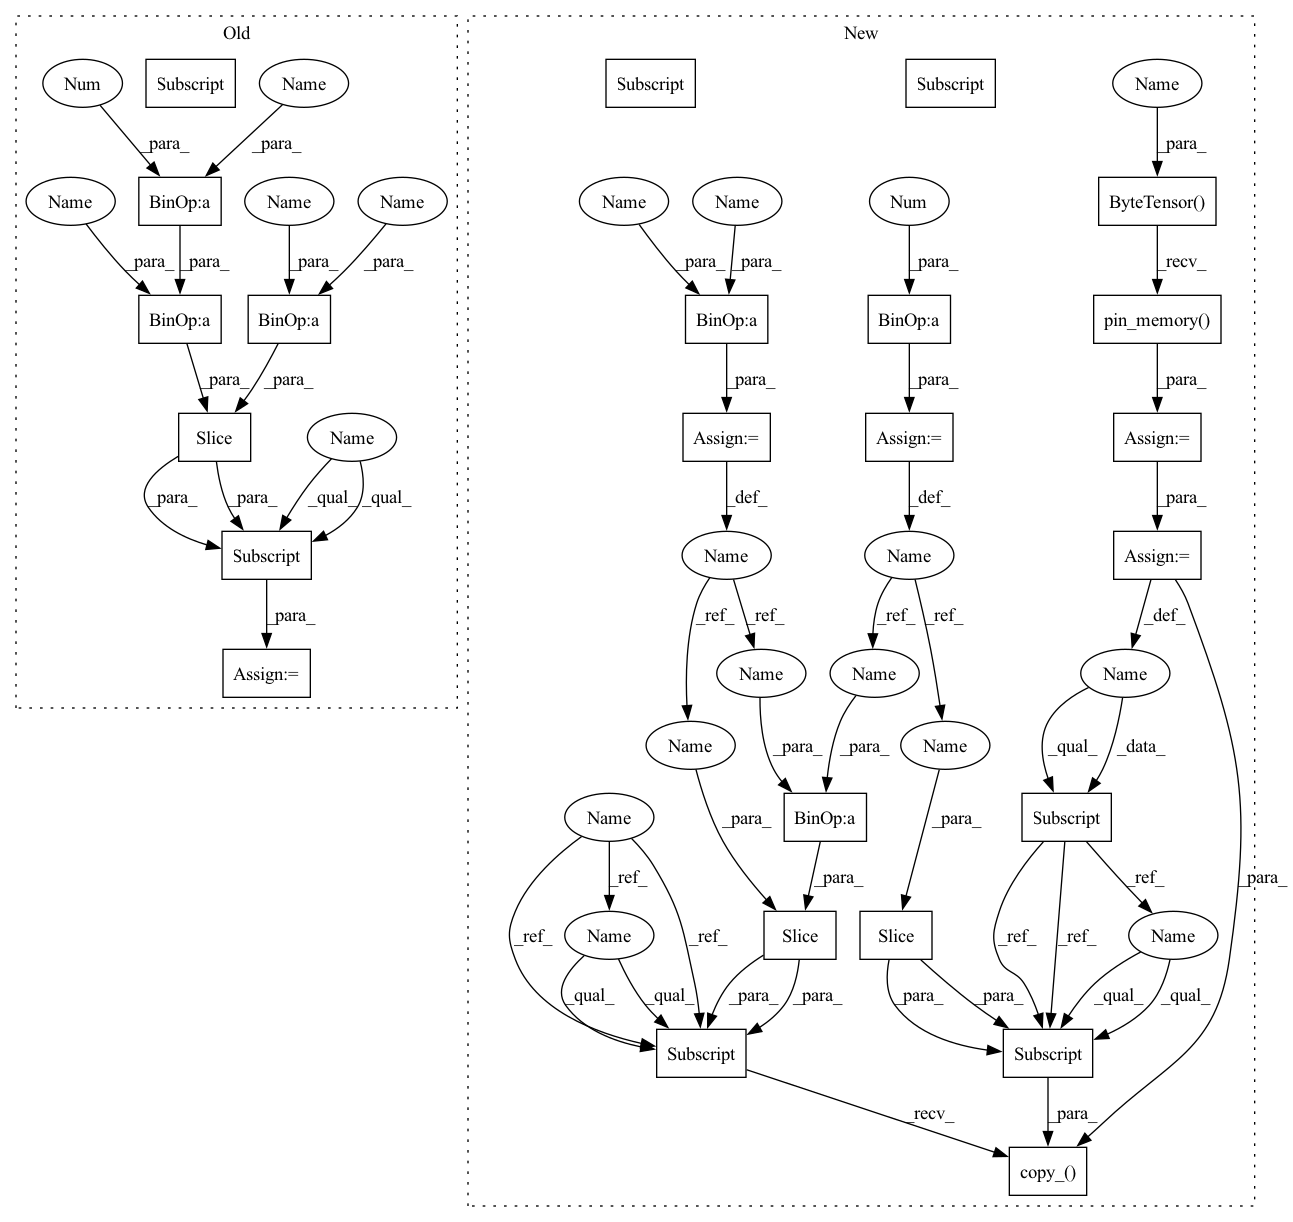 Old
New
Num
Subscript
Name
Subscript
Subscript
Name
_para_
_para_
_para_
Name
BinOp:a
Name
Name
Name
Name
Num
ByteTensor()
_para_
_para_
_para_
_para_
_para_
_para_
_para_
_recv_
BinOp:a
BinOp:a
BinOp:a
BinOp:a
pin_memory()
_para_
_para_
_para_
_para_
_para_
Slice
Name
Assign:=
Assign:=
Assign:=
_para_
_para_
_qual_
_qual_
_def_
_def_
_para_
Subscript
Name
Name
Assign:=
_para_
_ref_
_ref_
_ref_
_ref_
_def_
Assign:=
Name
Name
Name
Name
Name
_para_
_para_
_qual_
_data_
Name
BinOp:a
Subscript
_para_
_para_
_ref_
_para_
_ref_
_para_
Name
Slice
Slice
Name
_ref_
_ref_
_ref_
_ref_
_qual_
_qual_
_para_
_para_
_para_
_para_
_qual_
_qual_
Subscript
Subscript
_recv_
_para_
copy_()